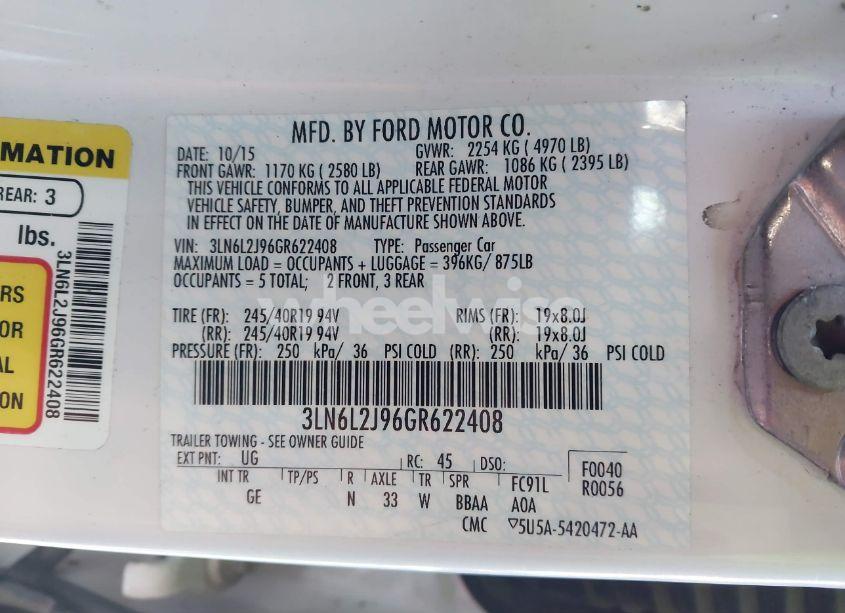 MFD. BY FORD MOTOR CO.
DATE: 10/15 GVWR: 2254 KG ( 4970 LB)
FRONT GAWR: 1170 KG ( 2580 LB) REAR GAWR: 1086 KG ( 2395 LB)
THIS VEHICLE CONFORMS TO ALL APPLICABLE FEDERAL MOTOR
VEHICLE SAFETY, BUMPER, AND THEFT PREVENTION STANDARDS
IN EFFECT ON THE DATE OF MANUFACTURE SHOWN ABOVE.
VIN: 3LN6L2J96GR622408 TYPE: Passenger Car
MAXIMUM LOAD = OCCUPANTS + LUGGAGE = 396KG/ 875LB
OCCUPANTS = 5 TOTAL; 2 FRONT, 3 REAR
wheelwise
TIRE (FR): 245/40R19 94V RIMS (FR): 19x8.0J
(RR): 245/40R19 94V (RR): 19x8.0J
PRESSURE (FR): 250 kPa/ 36 PSI COLD (RR): 250 kPa/ 36 PSI COLD
3LN6L2J96GR622408
TRAILER TOWING - SEE OWNER GUIDE
EXT PNT: UG RC: 45 DSO: F0040
INT TR TP/PS R AXLE TR SPR FC91L R0056
GE N 33 W BBAA A0A
CMC ▽5U5A-5420472-AA
RMATION
REAR: 3
lbs.
3LN6L2J96GR622408
RS
OR
AL
ON